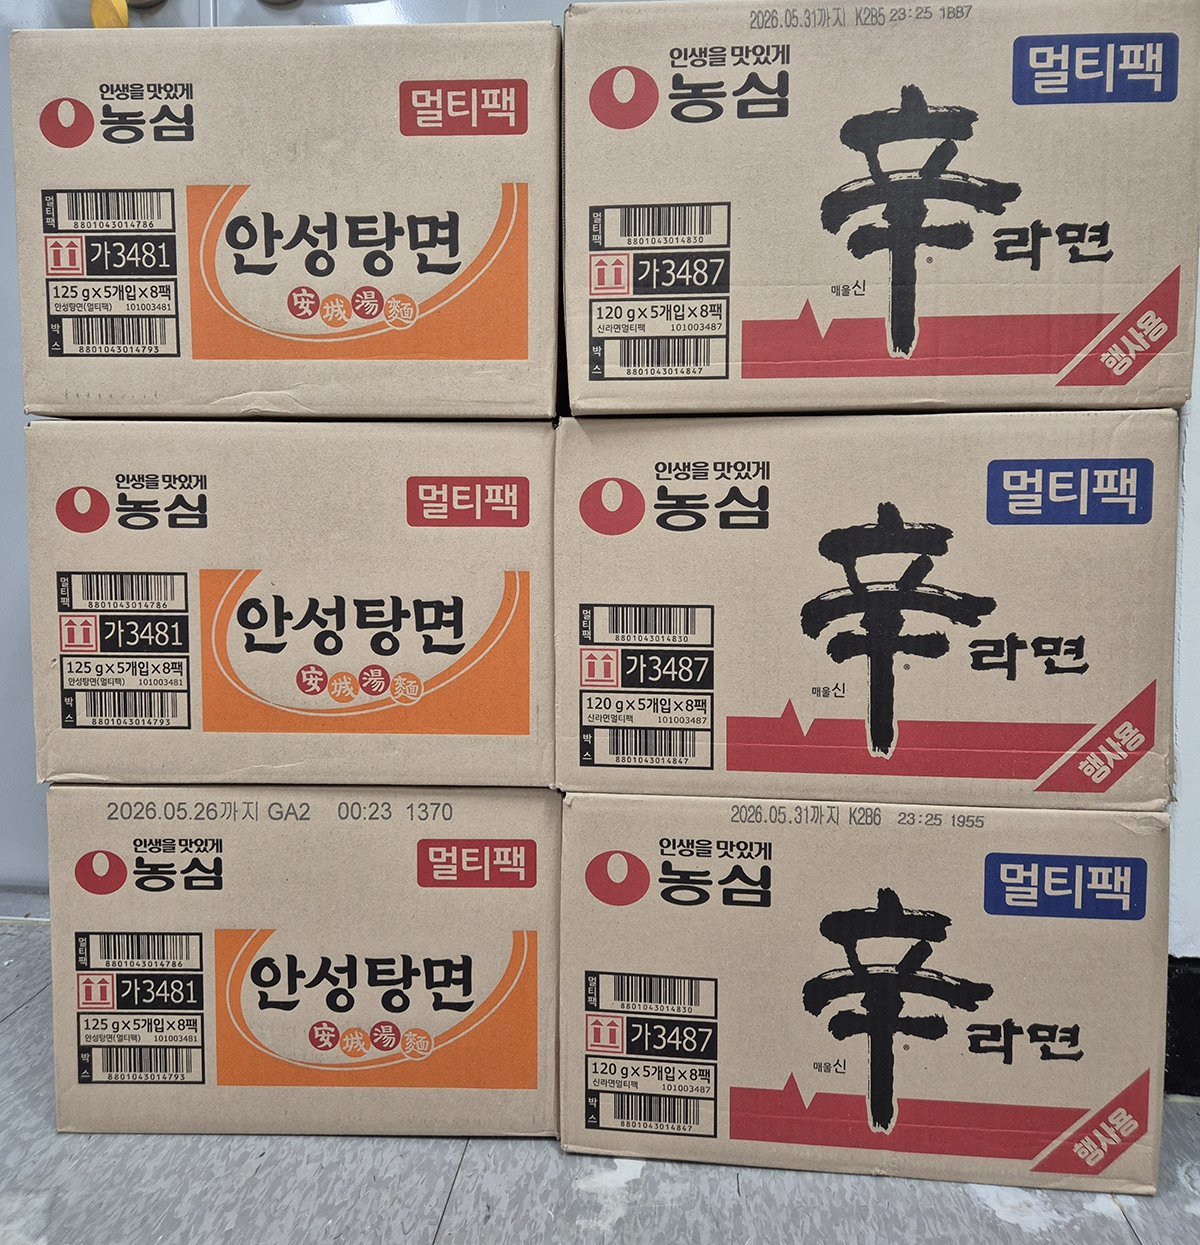 인생을 맛있게
농심
멀티팩
멀티팩
8801043014786
가3481
125 g×5개입×8팩
안성탕면(멀티팩) 101003481
박스
8801043014793
안성탕면
安城湯麵
2026.05.31까지 K2B5 23:25 1887
인생을 맛있게
농심
멀티팩
멀티팩
8801043014830
가3487
120 g×5개입×8팩
신라면멀티팩 101003487
박스
8801043014847
辛라면
®
매울신
행사용
인생을 맛있게
농심
멀티팩
멀티팩
8801043014786
가3481
125 g×5개입×8팩
안성탕면(멀티팩) 101003481
박스
8801043014793
안성탕면
安城湯麵
인생을 맛있게
농심
멀티팩
멀티팩
8801043014830
가3487
120 g×5개입×8팩
신라면멀티팩 101003487
박스
8801043014847
辛라면
®
매울신
행사용
2026.05.26까지 GA2 00:23 1370
인생을 맛있게
농심
멀티팩
멀티팩
8801043014786
가3481
125 g×5개입×8팩
안성탕면(멀티팩) 101003481
박스
8801043014793
안성탕면
安城湯麵
2026.05.31까지 K2B6 23:25 1955
인생을 맛있게
농심
멀티팩
멀티팩
8801043014830
가3487
120 g×5개입×8팩
신라면멀티팩 101003487
박스
8801043014847
辛라면
®
매울신
행사용